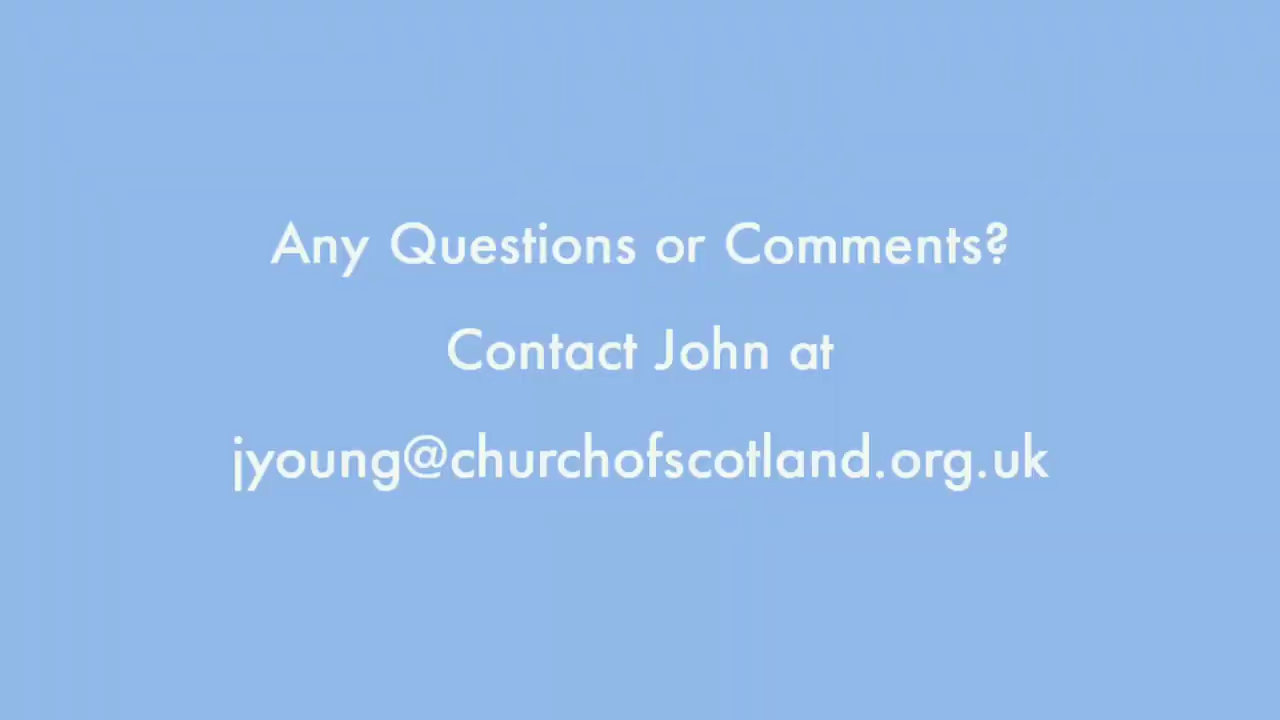 Any Questions or Comments?
Contact John at
jyoung@churchofscotland.org.uk